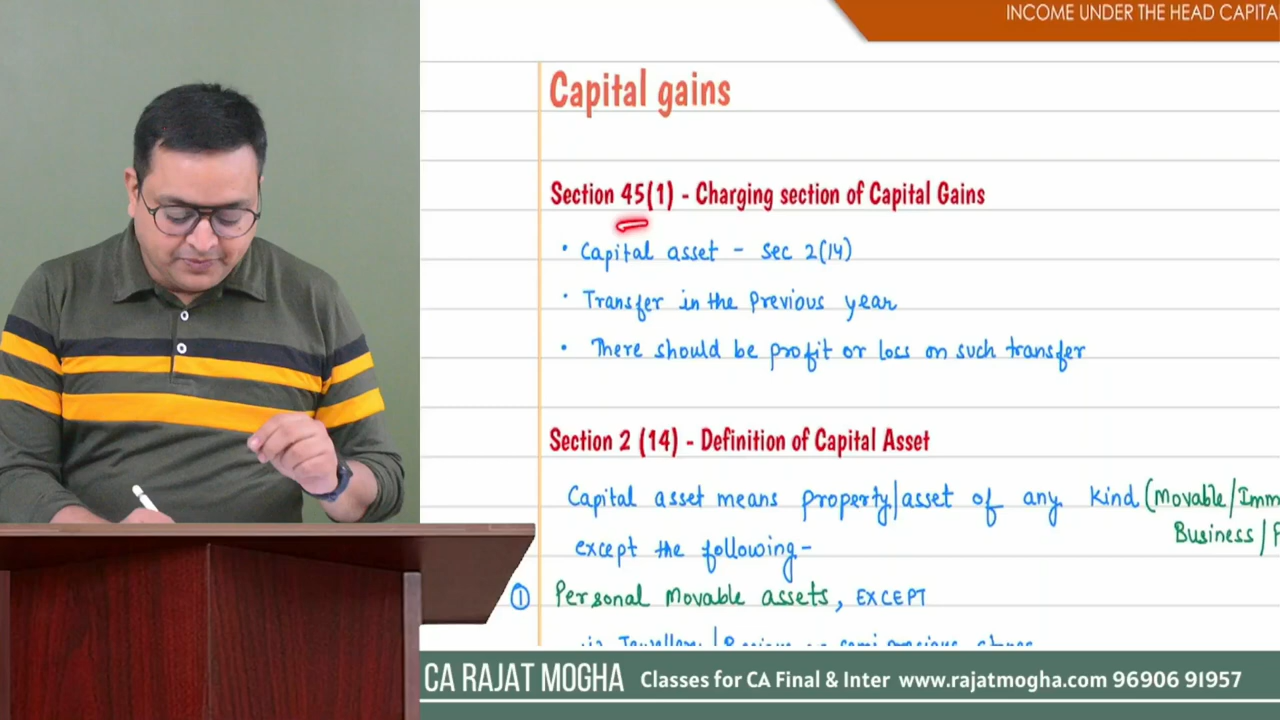 INCOME UNDER THE HEAD CAPITA
Capital gains
Section 45(1) - Charging section of Capital Gains
• Capital asset - Sec 2(14)
• Transfer in the Previous year
• There should be profit or loss on such transfer
Section 2 (14) - Definition of Capital Asset
Capital asset means property/asset of any kind (Movable/Imm
Business/P
except the following-
① Personal Movable assets, EXCEPT
CA RAJAT MOGHA Classes for CA Final & Inter www.rajatmogha.com 96906 91957